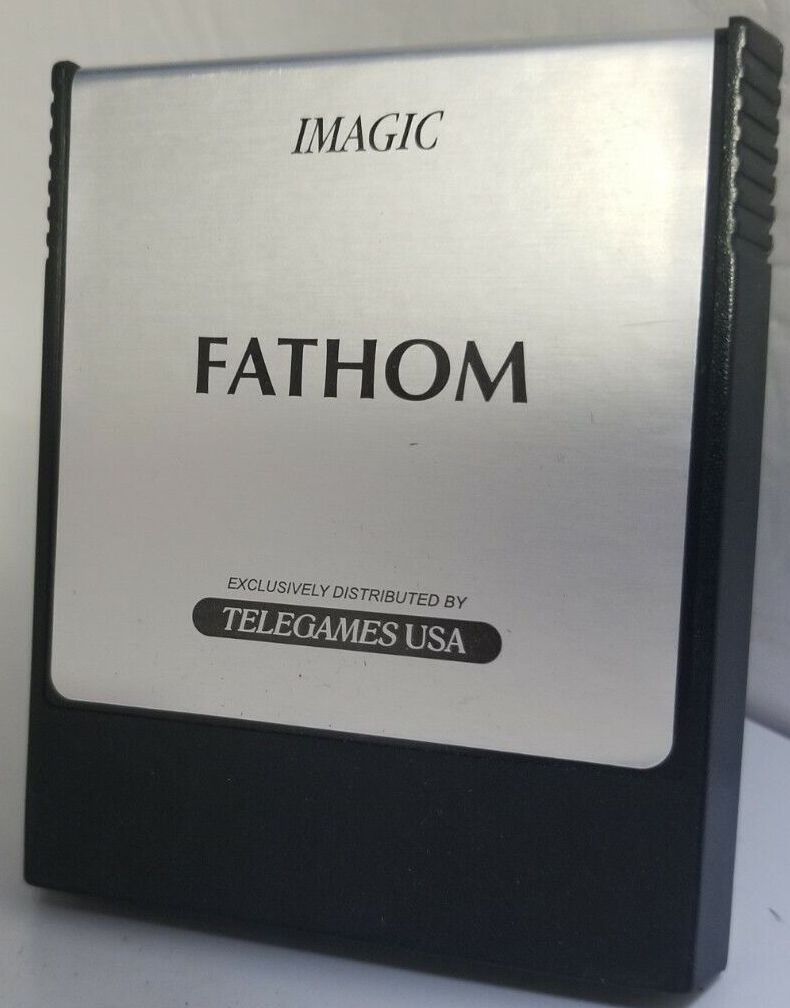 IMAGIC
FATHOM
EXCLUSIVELY DISTRIBUTED BY
TELEGAMES USA